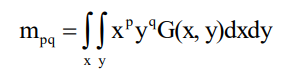 m_pq = ∫∫ x^p y^q G(x, y)dxdy
x y